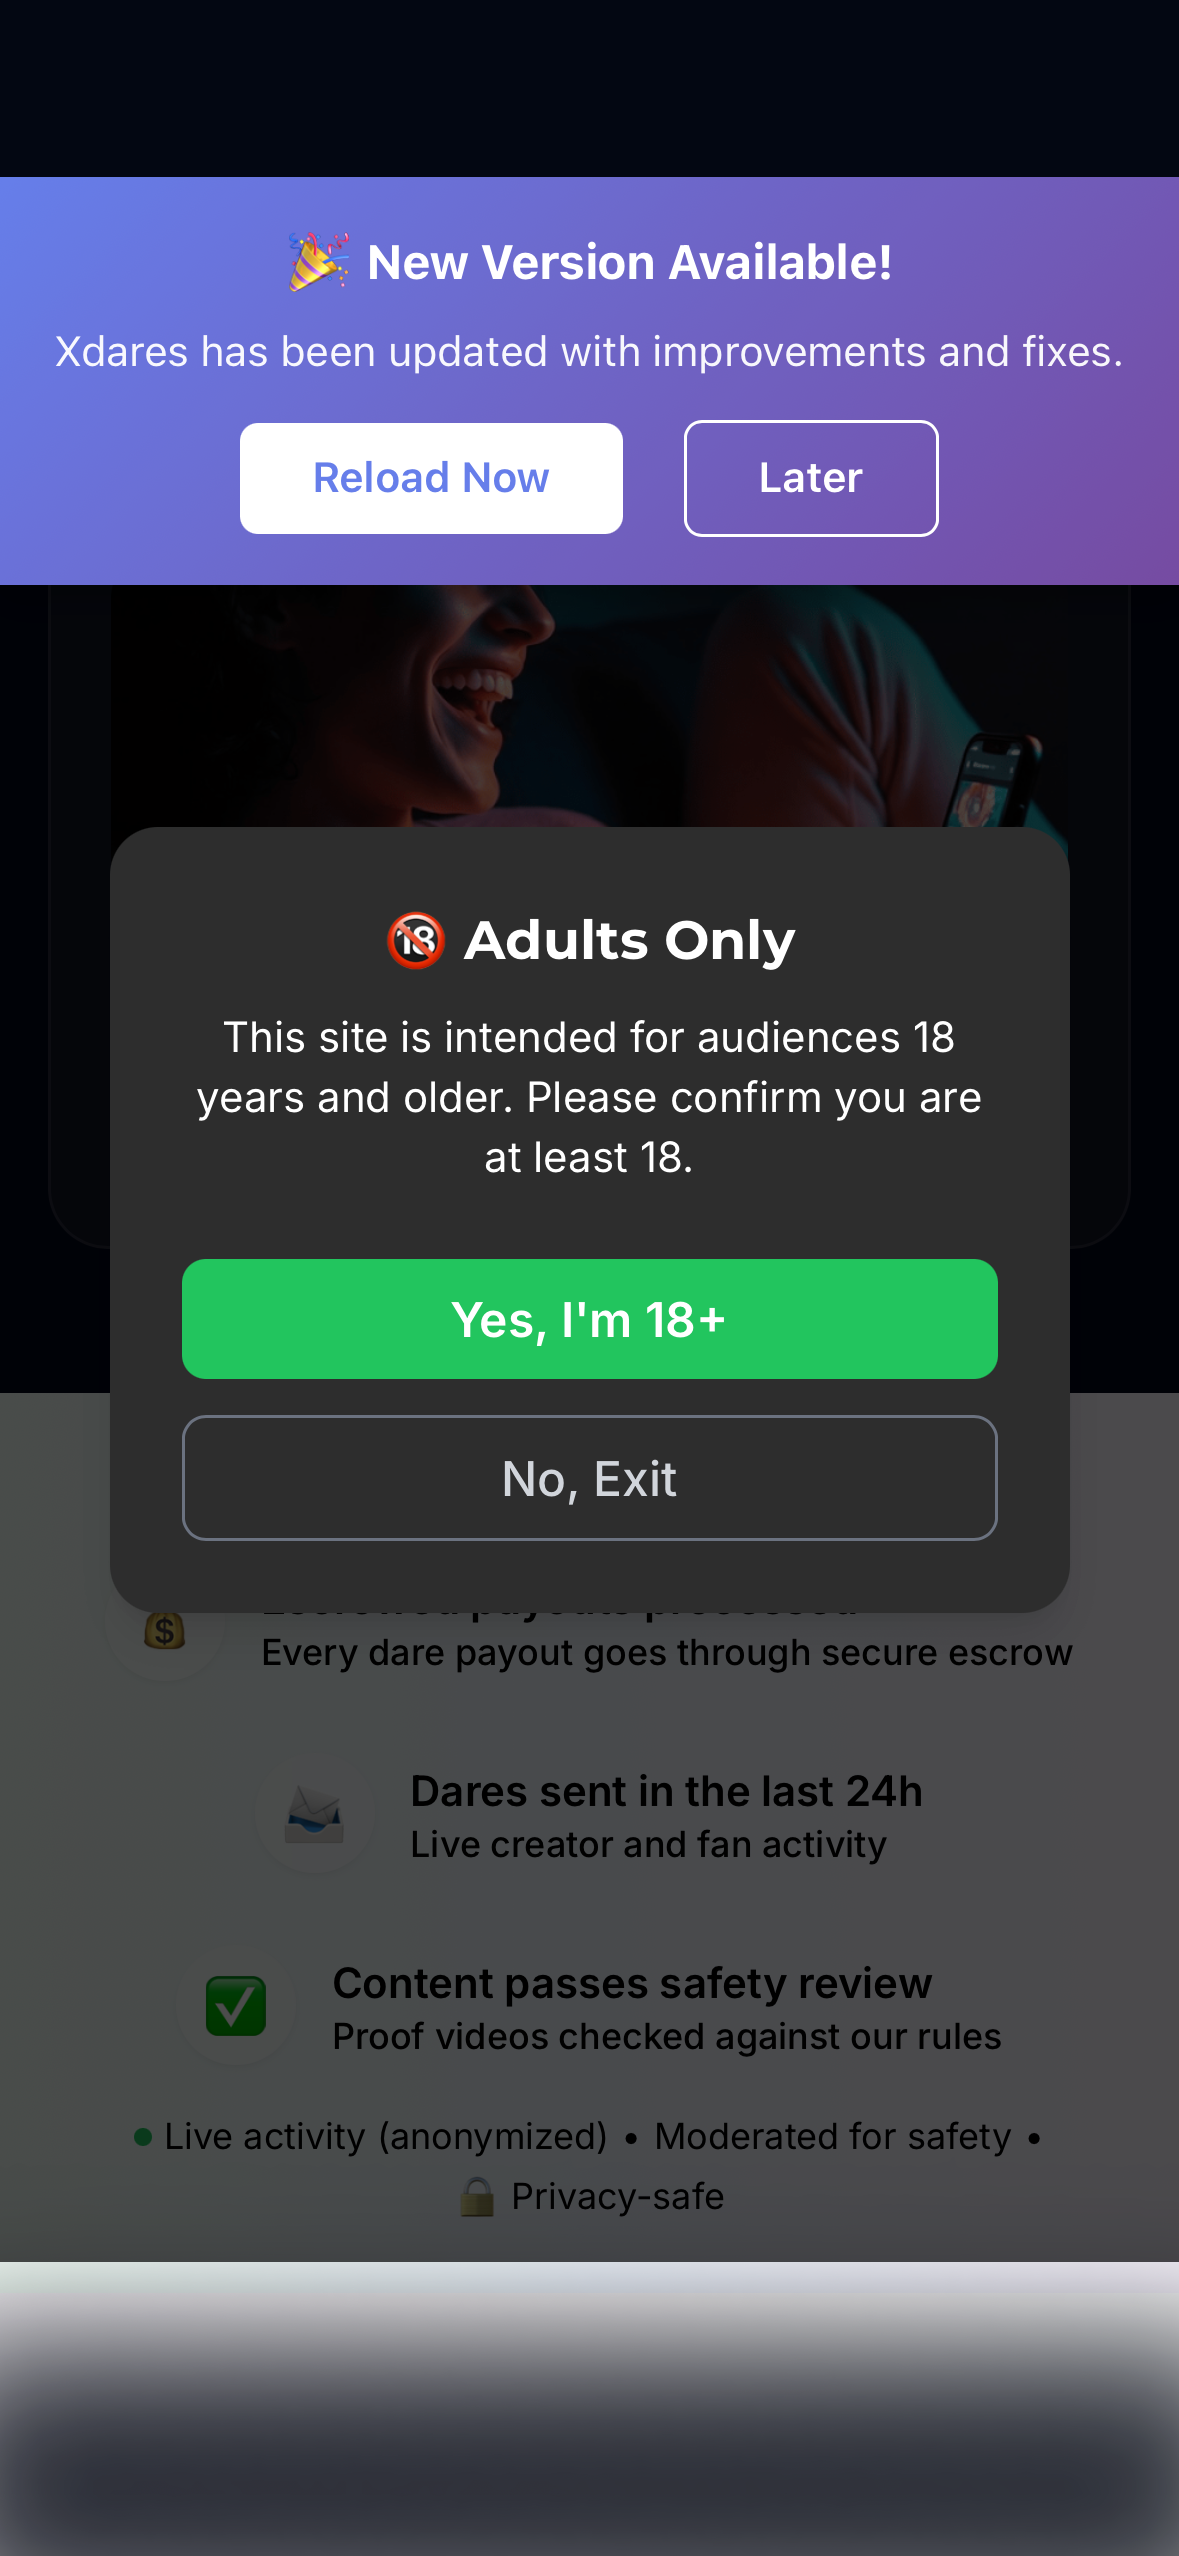 🎉 New Version Available!
Xdares has been updated with improvements and fixes.
Reload Now
Later
🔞 Adults Only
This site is intended for audiences 18
years and older. Please confirm you are
at least 18.
Yes, I'm 18+
No, Exit
Every dare payout goes through secure escrow
Dares sent in the last 24h
Live creator and fan activity
Content passes safety review
Proof videos checked against our rules
Live activity (anonymized) • Moderated for safety •
🔒 Privacy-safe